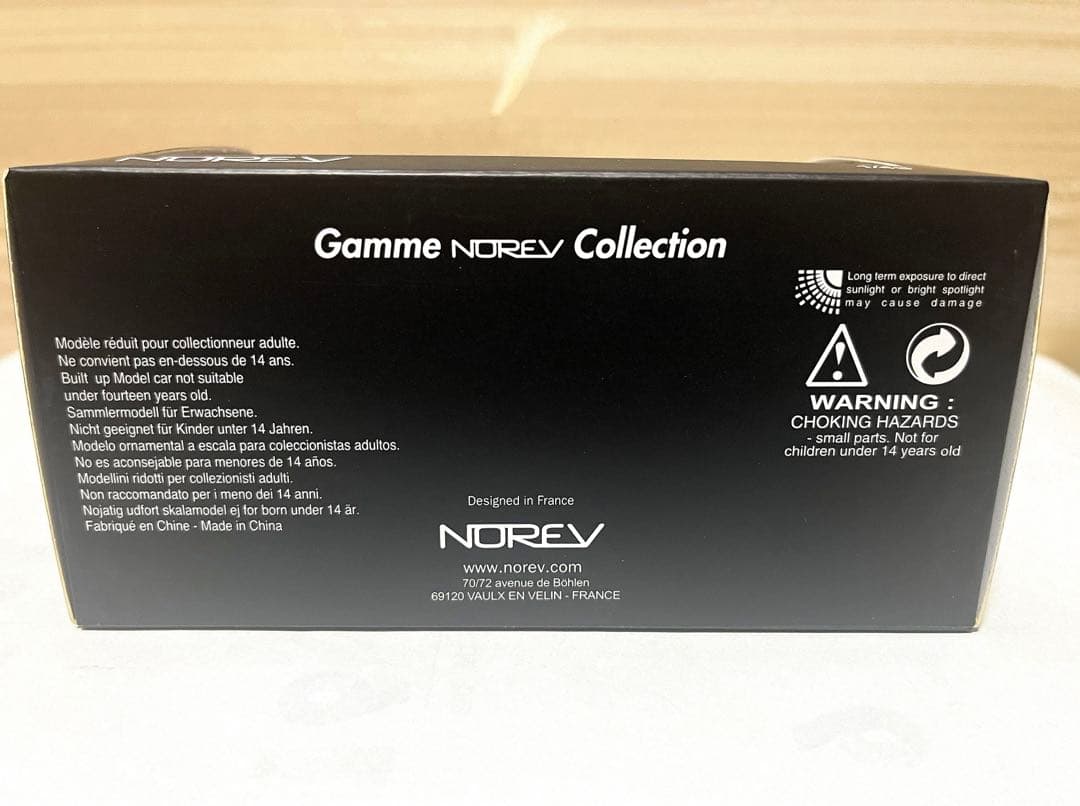 NOREV
Gamme NOREV Collection
Long term exposure to direct
sunlight or bright spotlight
may cause damage
Modèle réduit pour collectionneur adulte.
Ne convient pas en-dessous de 14 ans.
Built up Model car not suitable
under fourteen years old.
Sammlermodell für Erwachsene.
Nicht geeignet für Kinder unter 14 Jahren.
Modelo ornamental a escala para coleccionistas adultos.
No es aconsejable para menores de 14 años.
Modellini ridotti per collezionisti adulti.
Non raccomandato per i meno dei 14 anni.
Nojatig udfort skalamodel ej for born under 14 är.
Fabriqué en Chine - Made in China
WARNING :
CHOKING HAZARDS
- small parts. Not for
children under 14 years old
Designed in France
NOREV
www.norev.com
70/72 avenue de Böhlen
69120 VAULX EN VELIN - FRANCE